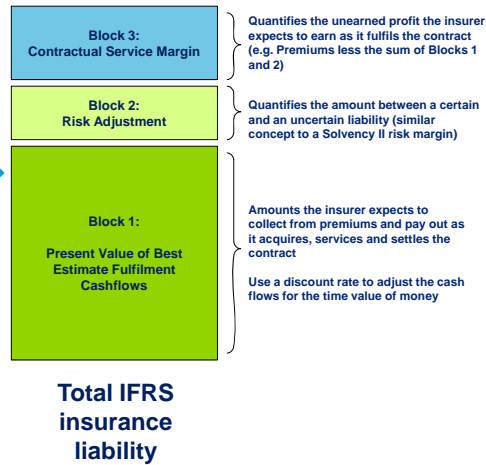 Block 3:
Contractual Service Margin
Quantifies the unearned profit the insurer
expects to earn as it fulfils the contract
(e.g. Premiums less the sum of Blocks 1
and 2)
Block 2:
Risk Adjustment
Quantifies the amount between a certain
and an uncertain liability (similar
concept to a Solvency II risk margin)
Block 1:
Present Value of Best
Estimate Fulfilment
Cashflows
Amounts the insurer expects to
collect from premiums and pay out as
it acquires, services and settles the
contract
Use a discount rate to adjust the cash
flows for the time value of money
Total IFRS
insurance
liability